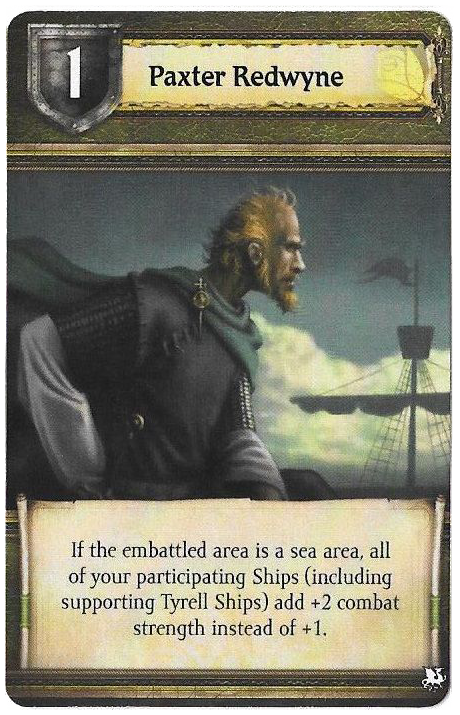 1
Paxter Redwyne
If the embattled area is a sea area, all
of your participating Ships (including
supporting Tyrell Ships) add +2 combat
strength instead of +1.